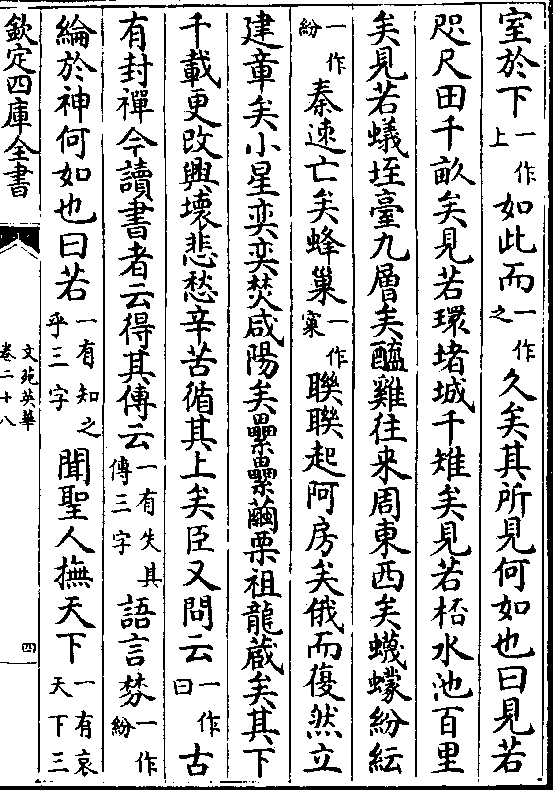 室於下一作上如此而一作之久矣其所見何如也曰見若
咫尺田千畝矣見若環堵城千雉矣見若桮水池百里
矣見若蟻垤臺九層矣醯雞往来周東西矣蠛蠓紛紜
一作紛秦速亡矣蜂巢一作窠聨聨起阿房矣俄而復然立
建章矣小星奕奕焚咸陽矣纍纍繭栗祖龍蔵矣其下
千載更改興壊悲愁辛苦循其上矣臣又問云一作曰古
有封禪今讀書者云得其傳云一有失其傳三字語言棼一作紛
綸於神何如也曰若一有知之乎三字聞聖人撫天下一有哀天下三
欽定四庫全書
文苑英華
卷二十八
四